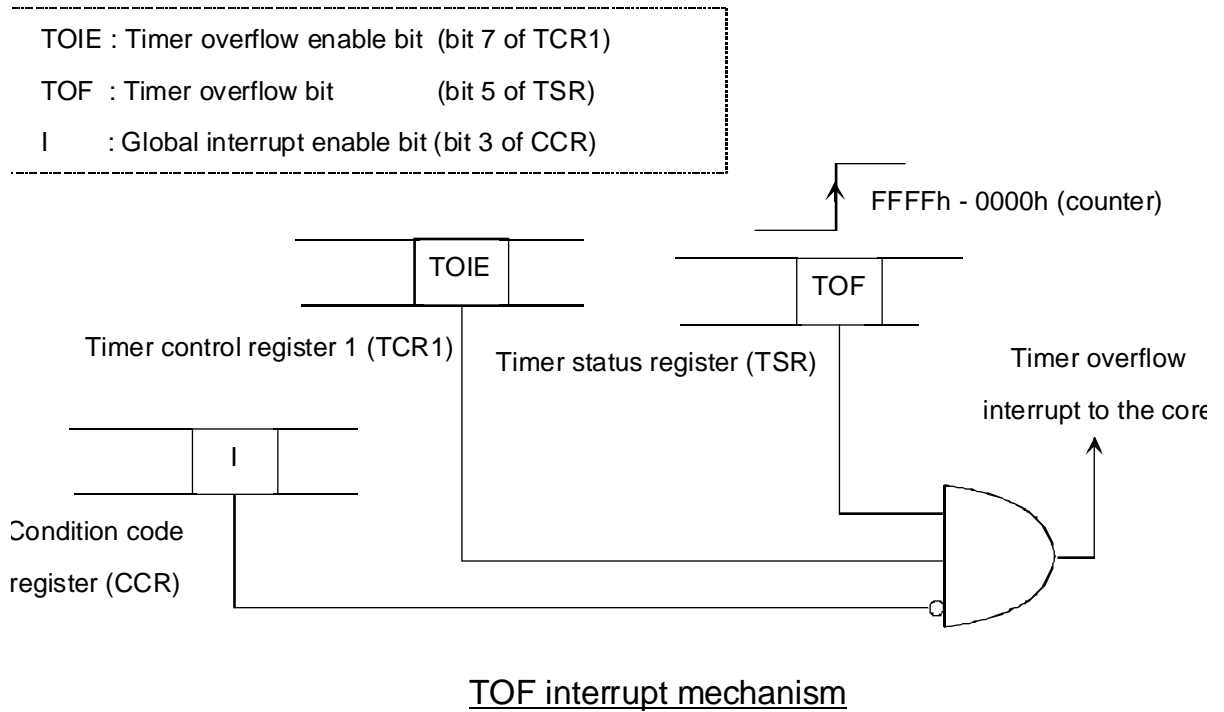 TOIE : Timer overflow enable bit (bit 7 of TCR1)
TOF : Timer overflow bit (bit 5 of TSR)
I : Global interrupt enable bit (bit 3 of CCR)
FFFFh - 0000h (counter)
TOIE
TOF
Timer control register 1 (TCR1)
Timer status register (TSR)
Timer overflow
interrupt to the core
I
Condition code
register (CCR)
TOF interrupt mechanism